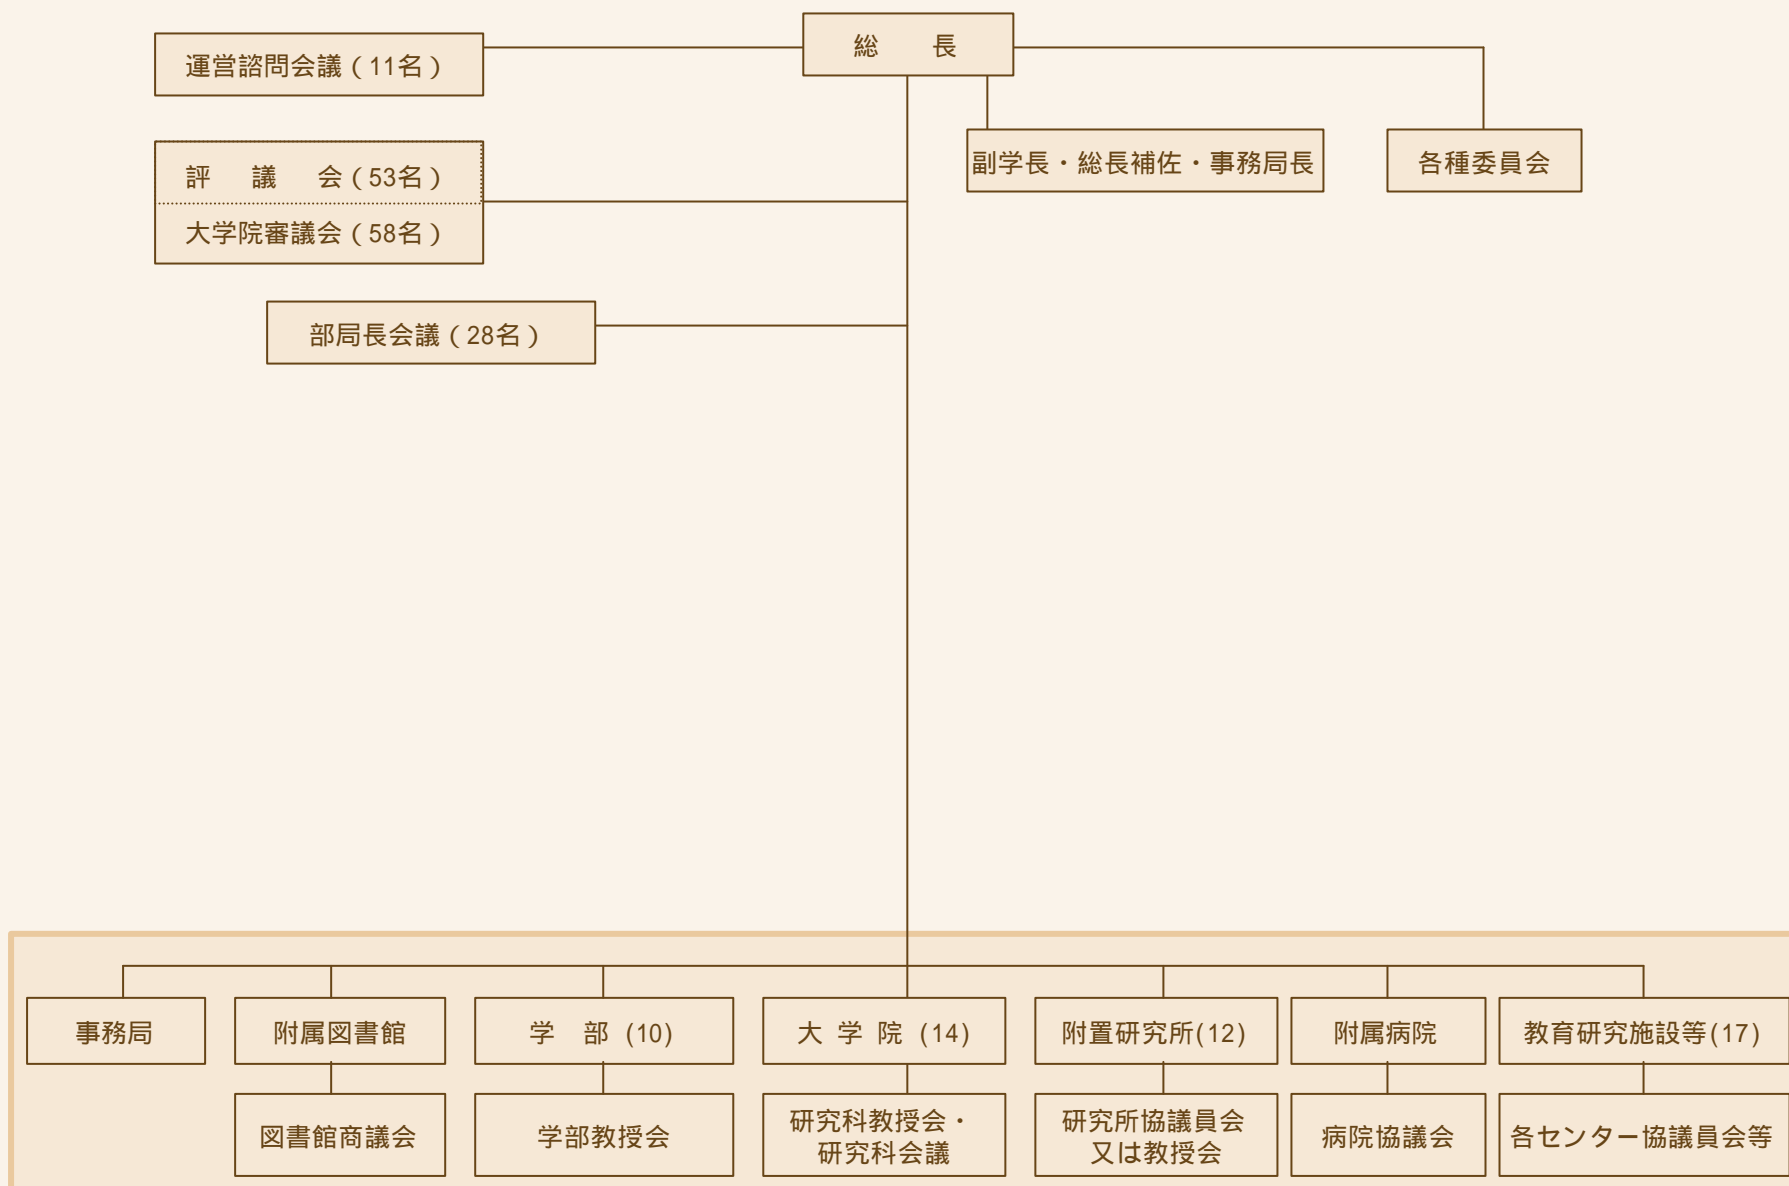 総　長
運営諮問会議（11名）
副学長・総長補佐・事務局長
各種委員会
評　議　会（53名）
大学院審議会（58名）
部局長会議（28名）
事務局
附属図書館
学　部 (10)
大 学 院 (14)
附置研究所(12)
附属病院
教育研究施設等(17)
図書館商議会
学部教授会
研究科教授会・
研究科会議
研究所協議員会
又は教授会
病院協議会
各センター協議員会等